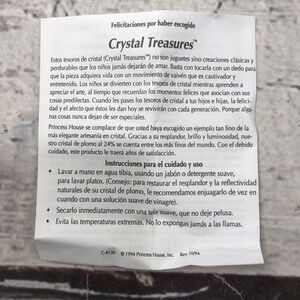 Felicitaciones por haber escogido
Crystal Treasures™
Estos tesoros de cristal (Crystal Treasures™) no son juguetes sino creaciones clásicas y
perdurables que los niños jamás dejarán de amar. Basta con tocarla con un dedo para
que la pieza adquiera vida con un movimiento de vaivén que es cautivador y
entretenido. Los niños se divierten con los tesoros de cristal mientras aprenden a
apreciar el arte, al tiempo que recuerdan los momentos felices que asocian con sus
cosas predilectas. Cuando les pases los tesoros de cristal a tus hijos e hijas, la felici-
dad y el afecto que éstos les dan hoy se revivirán con cada generación. Porque algu-
nas cosas nunca dejan de ser especiales.
Princess House se complace de que usted haya escogido un ejemplo tan fino de la
más elegante artesanía en cristal. Gracias a su resplandor, brillo y luminosidad, nues-
tro cristal de plomo al 24% se cuenta entre los más finos del mundo. Con el debido
cuidado, este producto le traerá años de satisfacción.
Instrucciones para el cuidado y uso
• Lavar a mano en agua tibia, usando un jabón o detergente suave,
para lavar platos. (Consejo: para restaurar el resplandor y la reflectividad
naturales de su cristal de plomo, le recomendamos enjuagarlo de vez en
cuando con una solución suave de vinagre).
• Secarlo inmediatamente con una tela suave, que no deje pelusa.
• Evita las temperaturas extremas. No lo expongas jamás a las llamas.
C-4136 © 1994 Princess House, Inc. Rev. 10/94